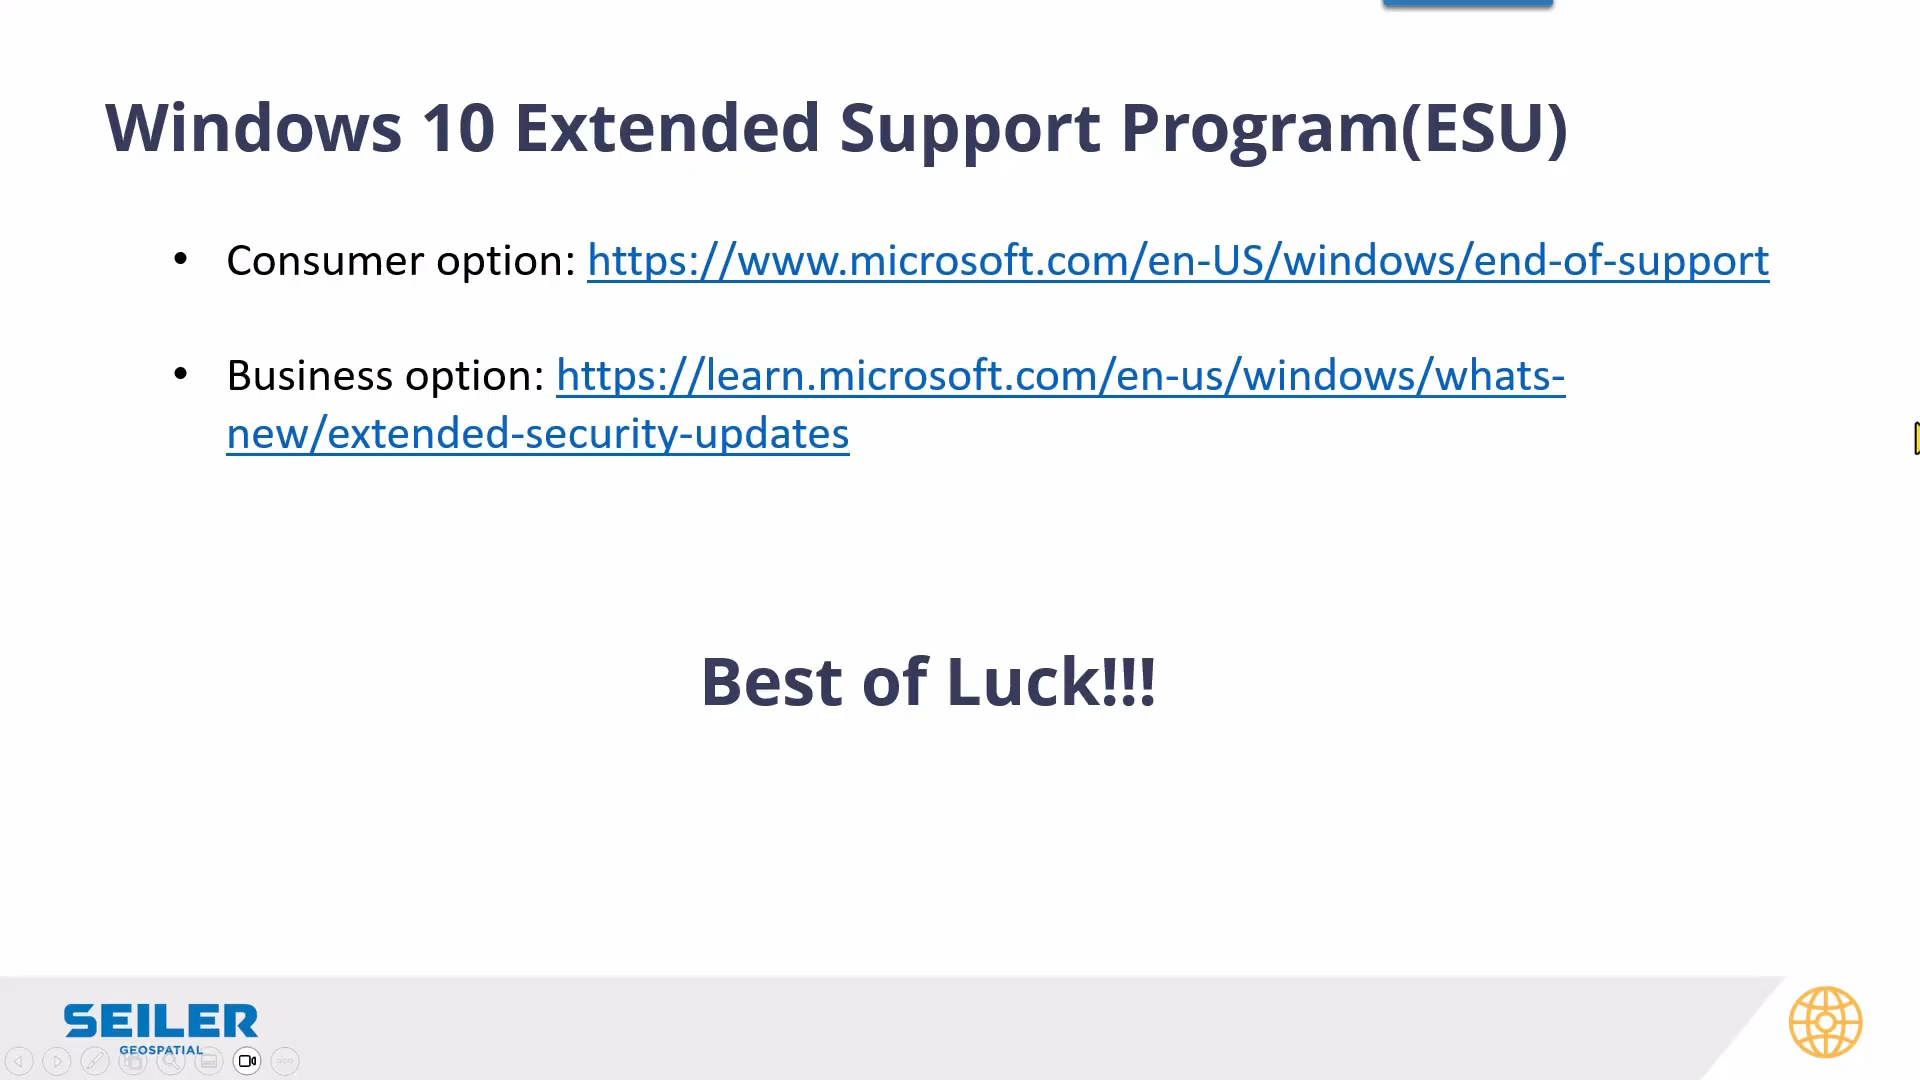 Windows 10 Extended Support Program(ESU)
• Consumer option: https://www.microsoft.com/en-US/windows/end-of-support
• Business option: https://learn.microsoft.com/en-us/windows/whats-
new/extended-security-updates
Best of Luck!!!
SEILER
GEOSPATIAL